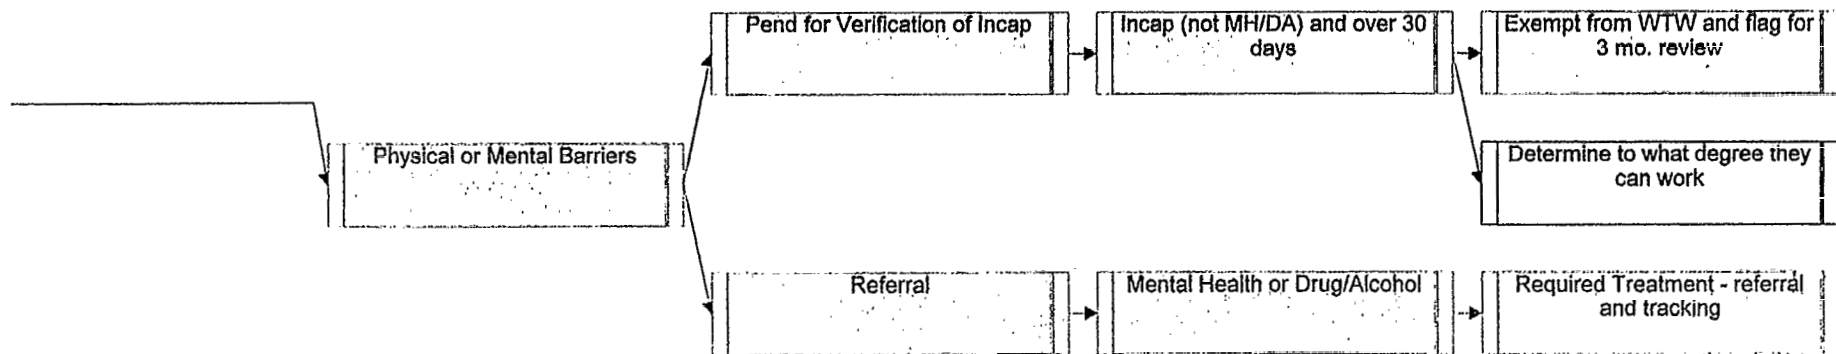 Pend for Verification of Incap
Incap (not MH/DA) and over 30
days
Exempt from WTW and flag for
3 mo. review
Physical or Mental Barriers
Determine to what degree they
can work
Referral
Mental Health or Drug/Alcohol
Required Treatment - referral
and tracking